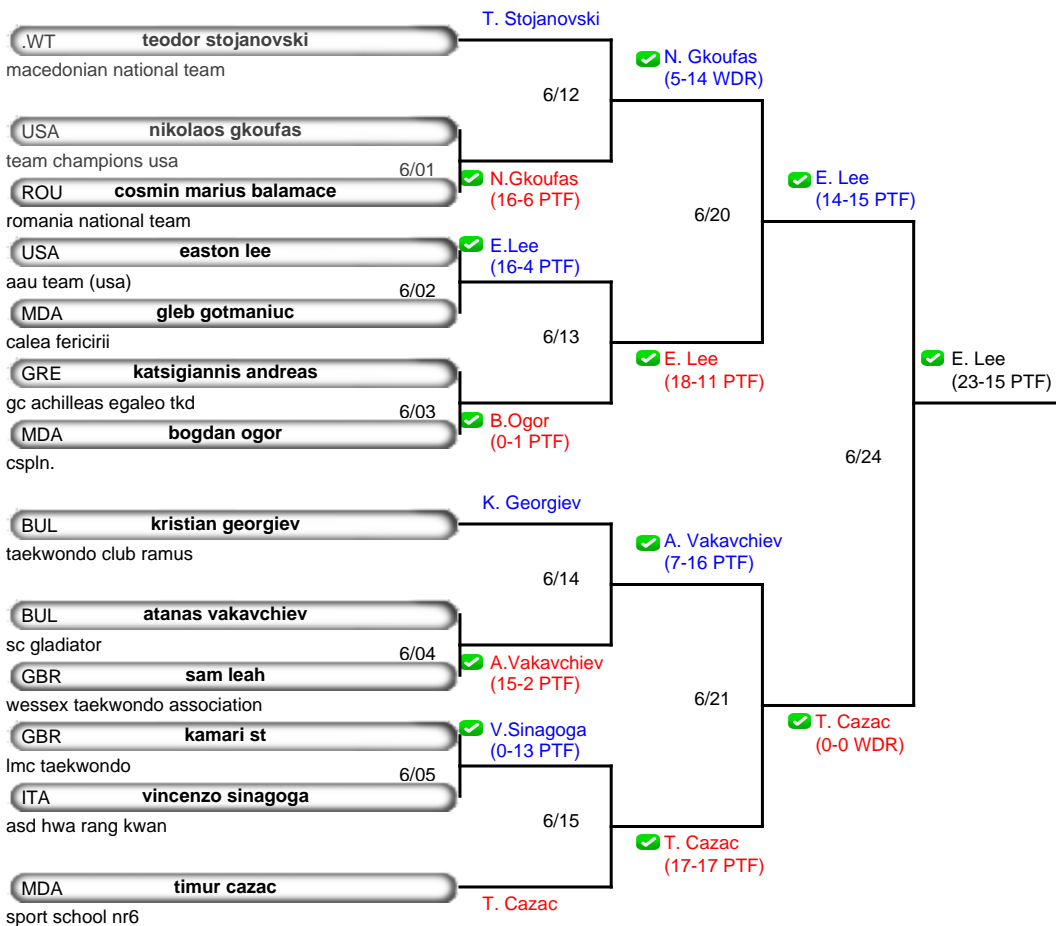 T. Stojanovski
.WT teodor stojanovski
macedonian national team
N. Gkoufas
(5-14 WDR)
6/12
USA nikolaos gkoufas
team champions usa
6/01
ROU cosmin marius balamace
romania national team
N.Gkoufas
(16-6 PTF)
E. Lee
(14-15 PTF)
6/20
USA easton lee
aau team (usa)
E.Lee
(16-4 PTF)
6/02
MDA gleb gotmaniuc
calea fericirii
6/13
GRE katsigiannis andreas
gc achilleas egaleo tkd
E. Lee
(18-11 PTF)
E. Lee
(23-15 PTF)
6/03
MDA bogdan ogor
cspln.
B.Ogor
(0-1 PTF)
6/24
K. Georgiev
BUL kristian georgiev
taekwondo club ramus
A. Vakavchiev
(7-16 PTF)
6/14
BUL atanas vakavchiev
sc gladiator
6/04
GBR sam leah
wessex taekwondo association
A.Vakavchiev
(15-2 PTF)
6/21
T. Cazac
(0-0 WDR)
GBR kamari st
lmc taekwondo
V.Sinagoga
(0-13 PTF)
6/05
ITA vincenzo sinagoga
asd hwa rang kwan
6/15
T. Cazac
(17-17 PTF)
MDA timur cazac
sport school nr6
T. Cazac